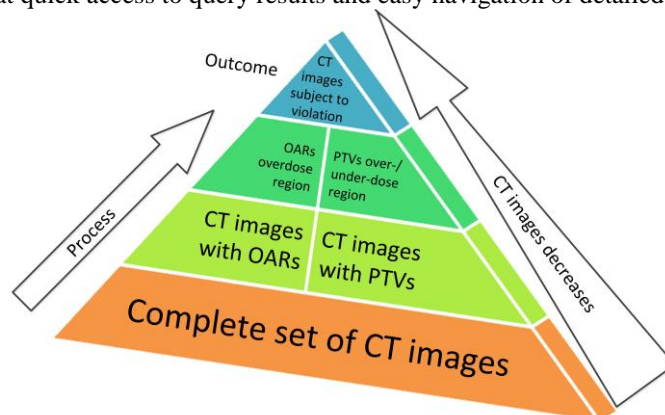 at quick access to query results and easy navigation of detailed
Outcome
CT
images
subject to
violation
OARs
overdose
region
PTVs over-/
under-dose
region
Process
CT images
with OARs
CT images
with PTVs
CT images decreases
Complete set of CT images